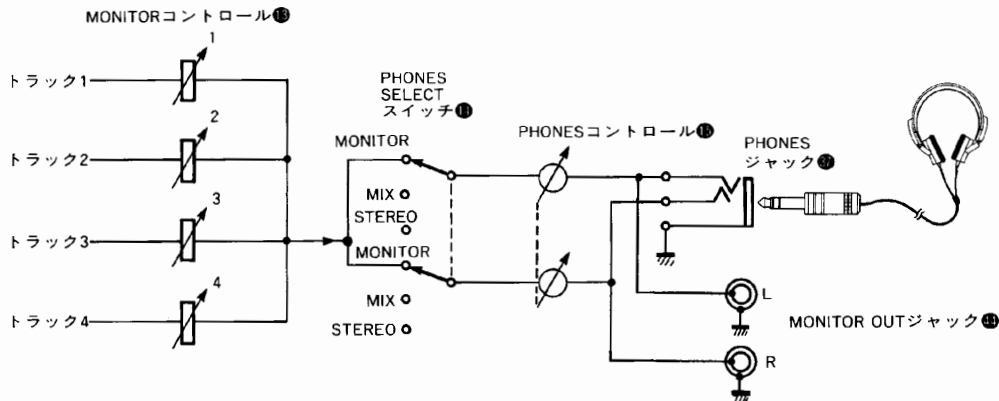 MONITORコントロール⓭
1
トラック1
2
トラック2
3
トラック3
4
トラック4
PHONES
SELECT
スイッチ⓫
MONITOR
MIX
STEREO
MONITOR
MIX
STEREO
PHONESコントロール⓯
PHONES
ジャック
L
R
MONITOR OUTジャック